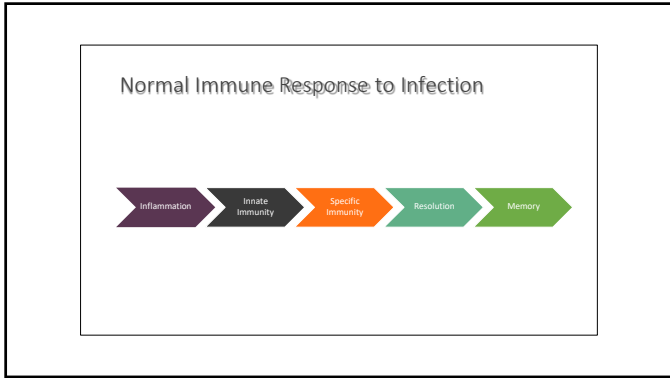 Normal Immune Response to Infection
Inflammation
Innate
Immunity
Specific
Immunity
Resolution
Memory